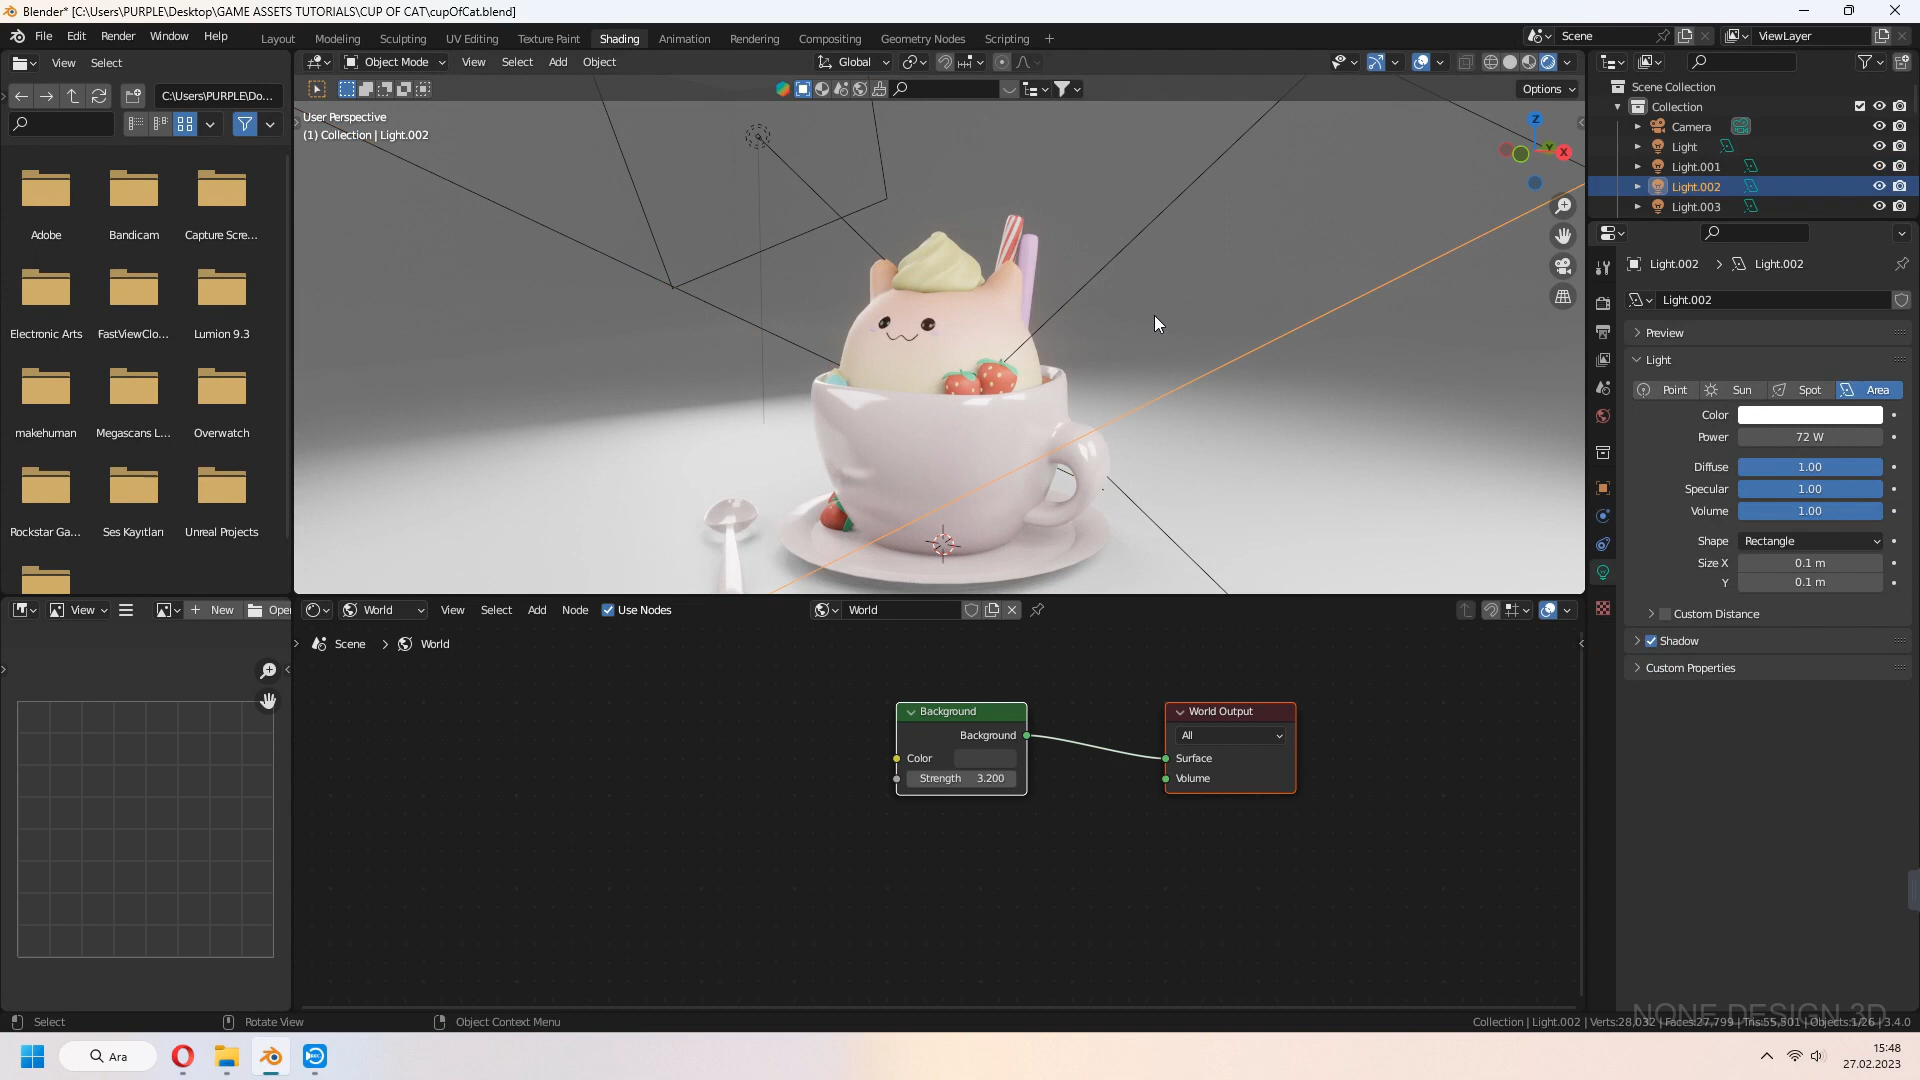 Blender* [C:\Users\PURPLE\Desktop\GAME ASSETS TUTORIALS\CUP OF CAT\cupOfCat.blend]
File Edit Render Window Help
Layout Modeling Sculpting UV Editing Texture Paint Shading Animation Rendering Compositing Geometry Nodes Scripting +
Scene
ViewLayer
View Select
Object Mode View Select Add Object
Global
C:\Users\PURPLE\Do...
Options
User Perspective
(1) Collection | Light.002
Z
Y
X
Adobe Bandicam Capture Scre...
Electronic Arts FastViewClo... Lumion 9.3
makehuman Megascans L... Overwatch
Rockstar Ga... Ses Kayıtları Unreal Projects
Scene Collection
Collection
Camera
Light
Light.001
Light.002
Light.003
Light.002 > Light.002
Light.002
Preview
Light
Point Sun Spot Area
Color
Power 72 W
Diffuse 1.00
Specular 1.00
Volume 1.00
Shape Rectangle
Size X 0.1 m
Y 0.1 m
Custom Distance
Shadow
Custom Properties
View + New Open
World View Select Add Node Use Nodes
World
Scene > World
Background
Background
Color
Strength 3.200
World Output
All
Surface
Volume
NONE DESIGN 3D
Select Rotate View Object Context Menu
Collection | Light.002 | Verts:28,032 | Faces:27,799 | Tris:55,501 | Objects:1/26 | 3.4.0
Ara
REC
15:48
27.02.2023